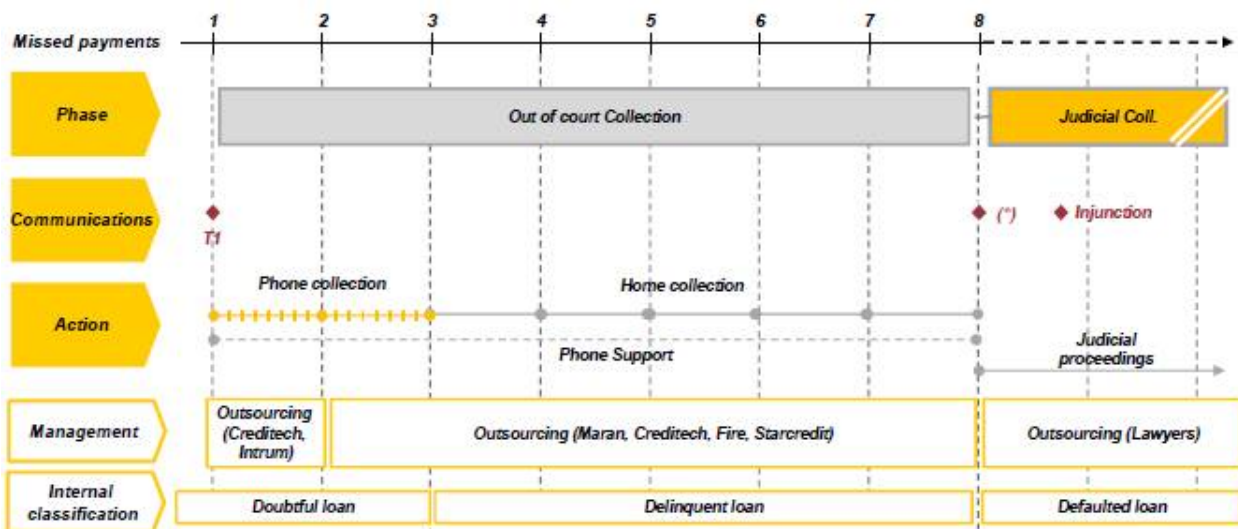 1 2 3 4 5 6 7 8
Missed payments
Phase
Out of court Collection
Judicial Coll.
Communications
T1
(*)
Injunction
Action
Phone collection
Home collection
Phone Support
Judicial
proceedings
Management
Outsourcing
(Creditech,
Intrum)
Outsourcing (Maran, Creditech, Fire, Starcredit)
Outsourcing (Lawyers)
Internal
classification
Doubtful loan
Delinquent loan
Defaulted loan